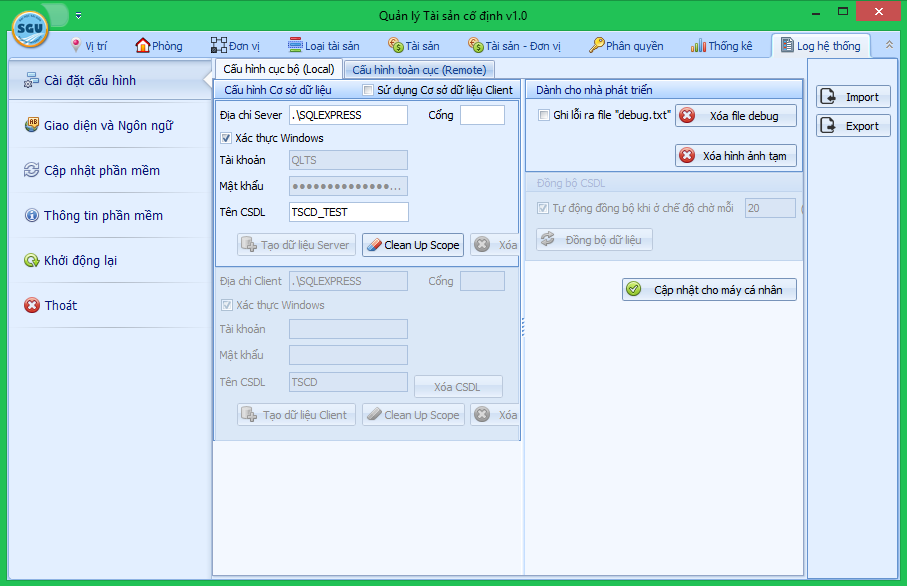 Quản lý Tài sản cố định v1.0
SGU
Vị trí
Phòng
Đơn vị
Loại tài sản
Tài sản
Tài sản - Đơn vị
Phân quyền
Thống kê
Log hệ thống
Cài đặt cấu hình
Giao diện và Ngôn ngữ
Cập nhật phần mềm
Thông tin phần mềm
Khởi động lại
Thoát
Cấu hình cục bộ (Local)
Cấu hình toàn cục (Remote)
Cấu hình Cơ sở dữ liệu
Sử dụng Cơ sở dữ liệu Client
Địa chỉ Sever
.\SQLEXPRESS
Cổng
Xác thực Windows
Tài khoản
QLTS
Mật khẩu
●●●●●●●●●●●●●●...
Tên CSDL
TSCD_TEST
Tạo dữ liệu Server
Clean Up Scope
Xóa
Địa chỉ Client
.\SQLEXPRESS
Cổng
Xác thực Windows
Tài khoản
Mật khẩu
Tên CSDL
TSCD
Xóa CSDL
Tạo dữ liệu Client
Clean Up Scope
Xóa
Dành cho nhà phát triển
Ghi lỗi ra file "debug.txt"
Xóa file debug
Xóa hình ảnh tạm
Đồng bộ CSDL
Tự động đồng bộ khi ở chế độ chờ mỗi
20
Đồng bộ dữ liệu
Cập nhật cho máy cá nhân
Import
Export